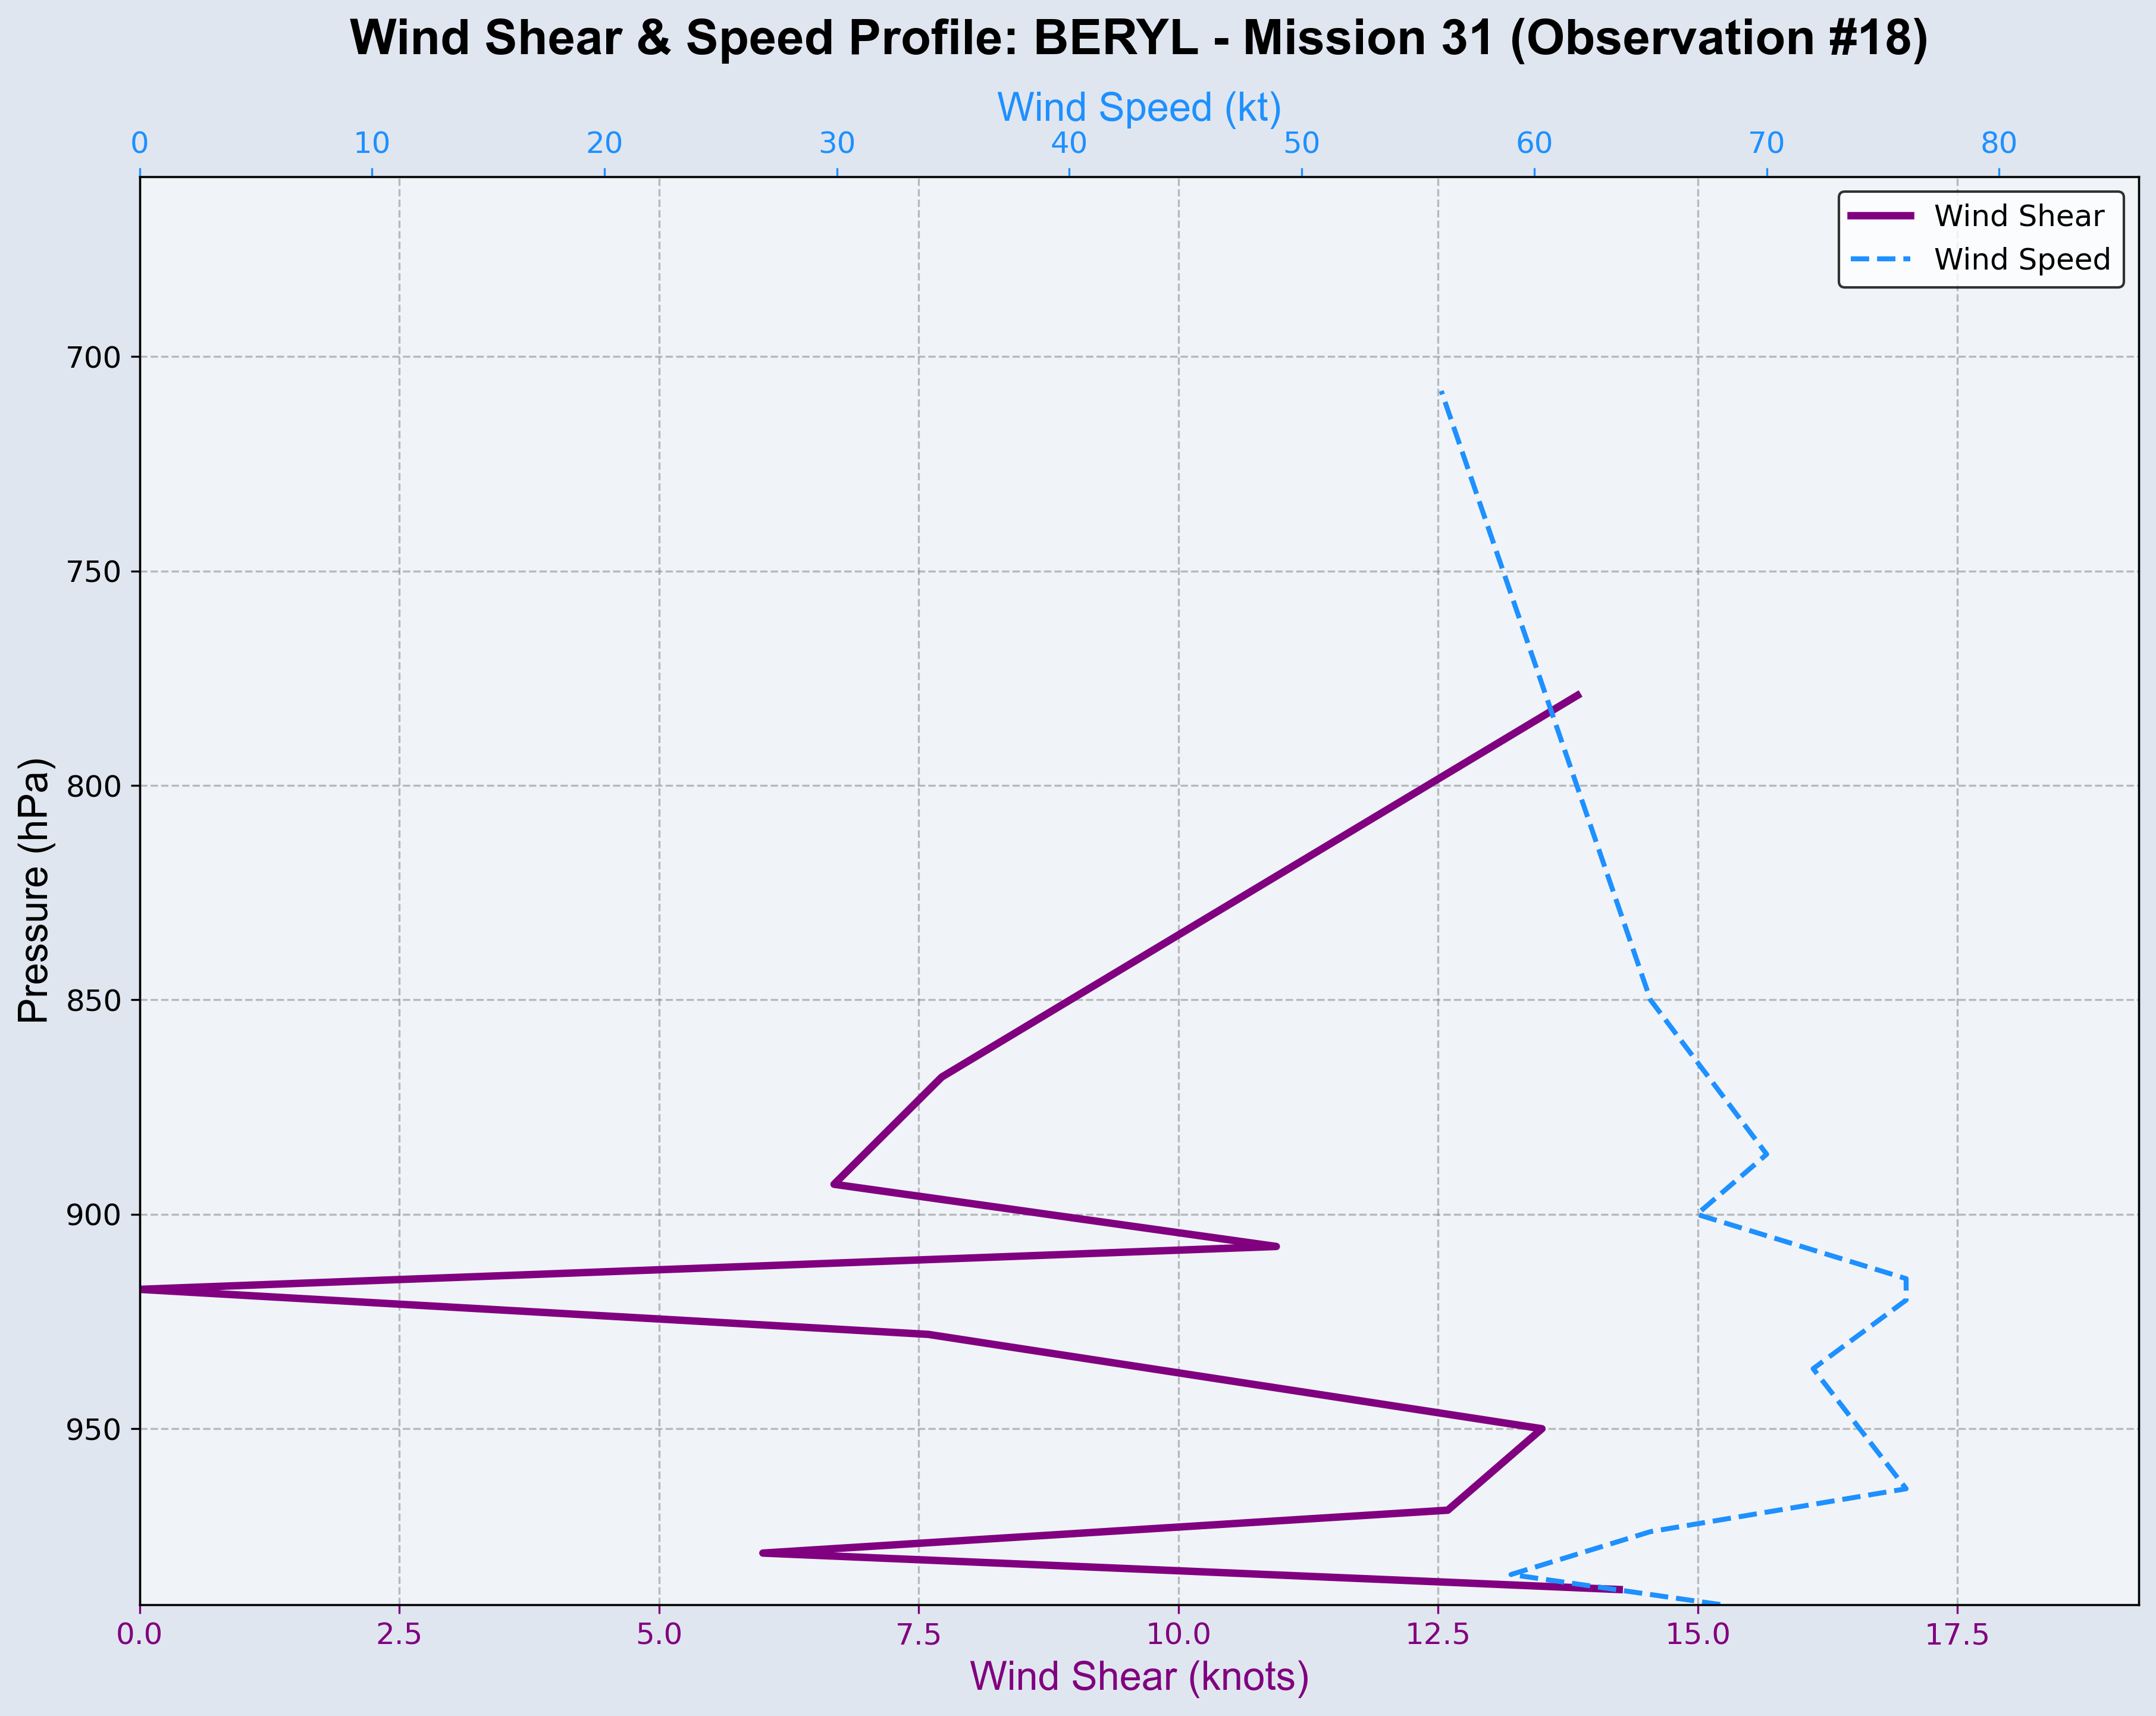 Wind Shear & Speed Profile: BERYL - Mission 31 (Observation #18)
Wind Speed (kt)
0 10 20 30 40 50 60 70 80
Wind Shear
Wind Speed
Pressure (hPa)
700
750
800
850
900
950
0.0 2.5 5.0 7.5 10.0 12.5 15.0 17.5
Wind Shear (knots)